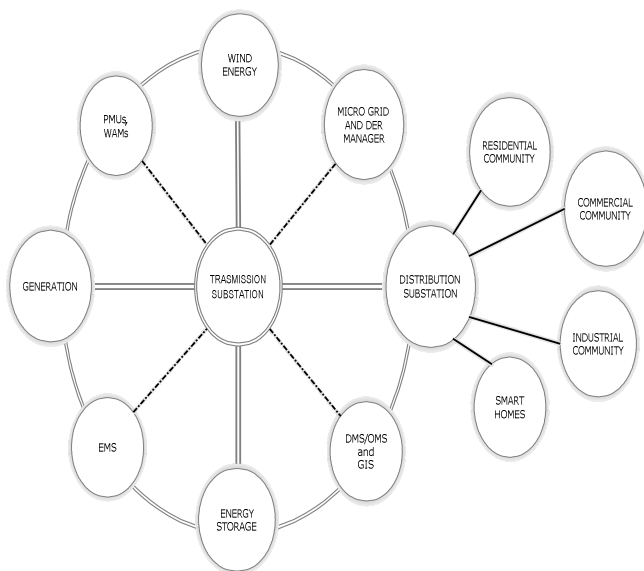 WIND
ENERGY
PMUs,
WAMs
MICRO GRID
AND DER
MANAGER
RESIDENTIAL
COMMUNITY
COMMERCIAL
COMMUNITY
GENERATION
TRASMISSION
SUBSTATION
DISTRIBUTION
SUBSTATION
INDUSTRIAL
COMMUNITY
SMART
HOMES
EMS
DMS/OMS
and
GIS
ENERGY
STORAGE